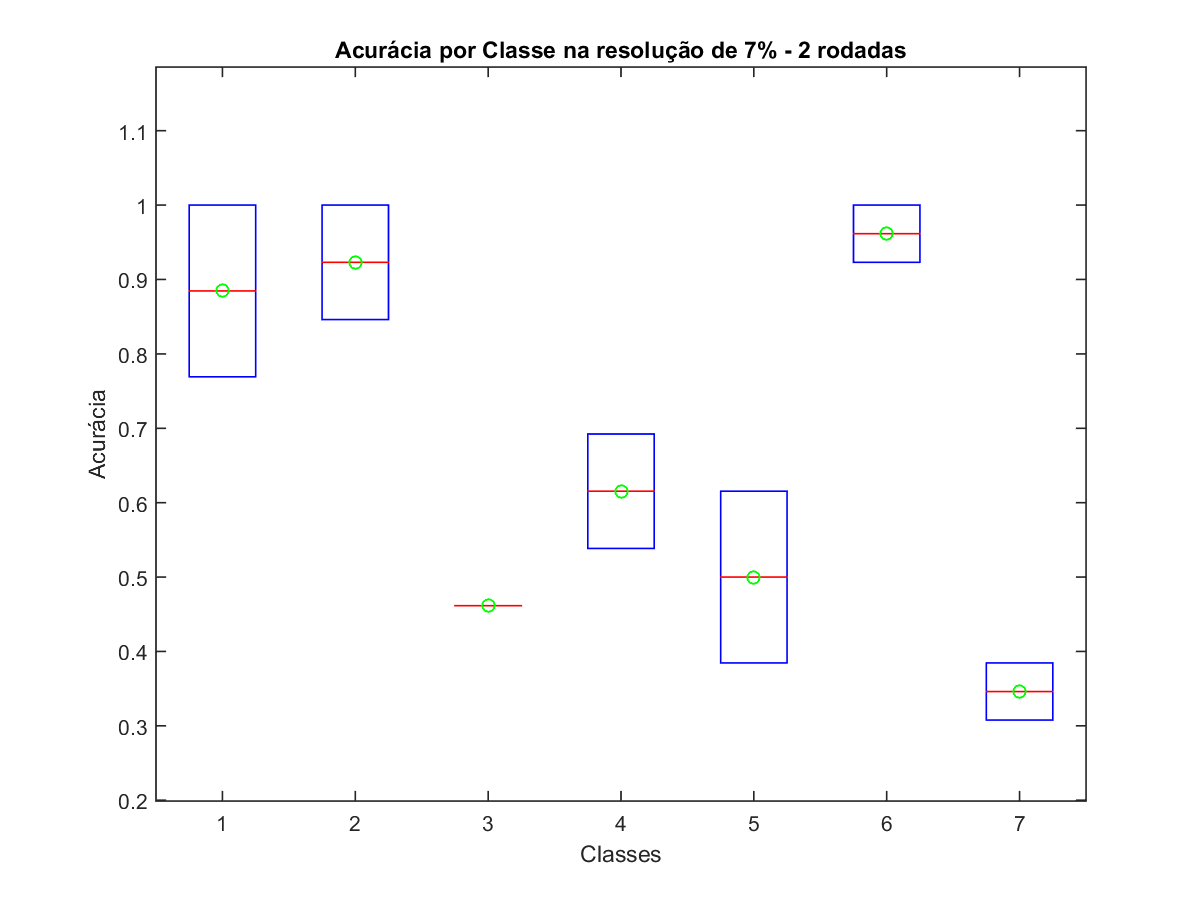 Acurácia por Classe na resolução de 7% - 2 rodadas
1.1
1
0.9
0.8
0.7
0.6
0.5
0.4
0.3
0.2
Acurácia
1 2 3 4 5 6 7
Classes